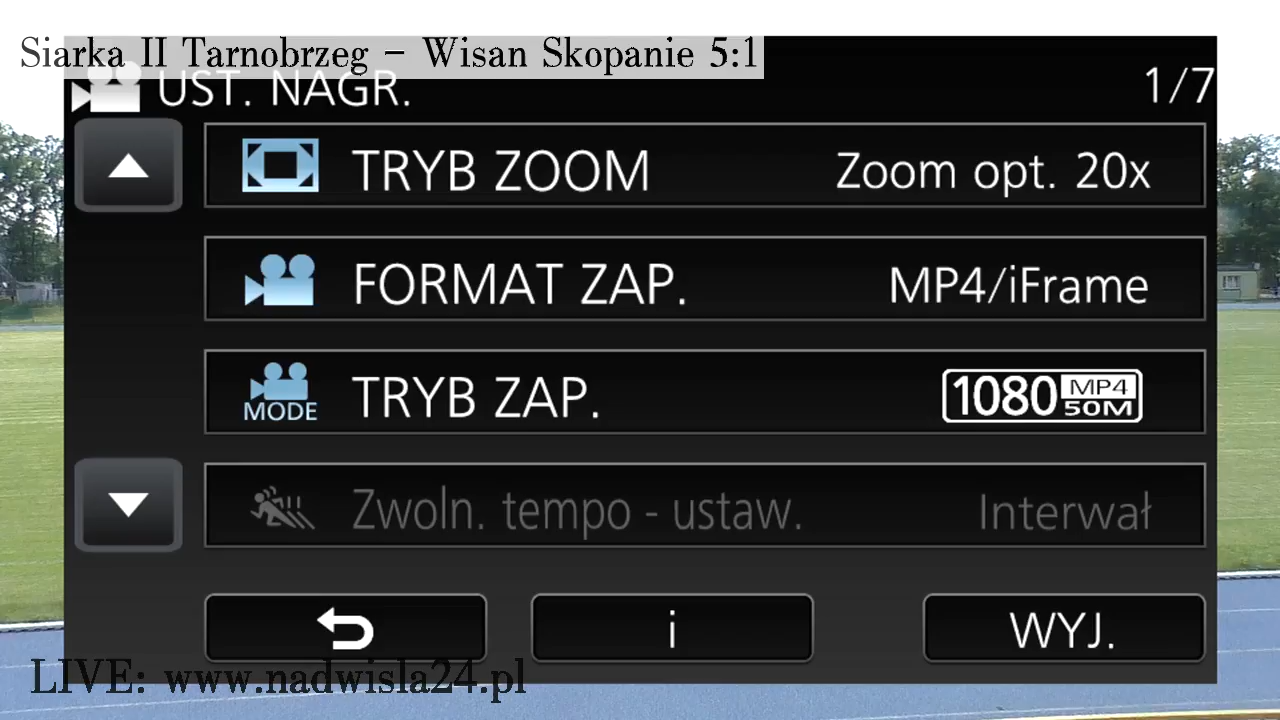 Siarka II Tarnobrzeg - Wisan Skopanie 5:1
UST. NAGR. 1/7
TRYB ZOOM Zoom opt. 20x
FORMAT ZAP. MP4/iFrame
MODE TRYB ZAP. 1080 MP4 50M
Zwoln. tempo - ustaw. Interwał
i WYJ.
LIVE: www.nadwisla24.pl